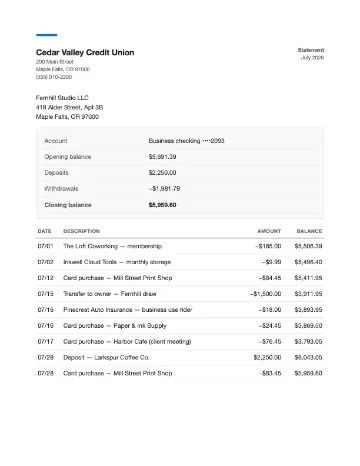 Cedar Valley Credit Union
200 Main Street
Maple Falls, OR 97000
(555) 010-2200
Statement
July 2026
Fernhill Studio LLC
418 Alder Street, Apt 3B
Maple Falls, OR 97000
Account Business checking ····2093
Opening balance $5,691.39
Deposits $2,250.00
Withdrawals −$1,981.79
Closing balance $5,959.60
DATE DESCRIPTION AMOUNT BALANCE
07/01 The Loft Coworking — membership −$185.00 $5,506.39
07/02 Inkwell Cloud Tools — monthly storage −$9.99 $5,496.40
07/12 Card purchase — Mill Street Print Shop −$84.45 $5,411.95
07/15 Transfer to owner — Fernhill draw −$1,500.00 $3,911.95
07/16 Pinecrest Auto Insurance — business use rider −$18.00 $3,893.95
07/16 Card purchase — Paper & Ink Supply −$24.45 $3,869.50
07/17 Card purchase — Harbor Cafe (client meeting) −$76.45 $3,793.05
07/28 Deposit — Larkspur Coffee Co. $2,250.00 $6,043.05
07/28 Card purchase — Mill Street Print Shop −$83.45 $5,959.60